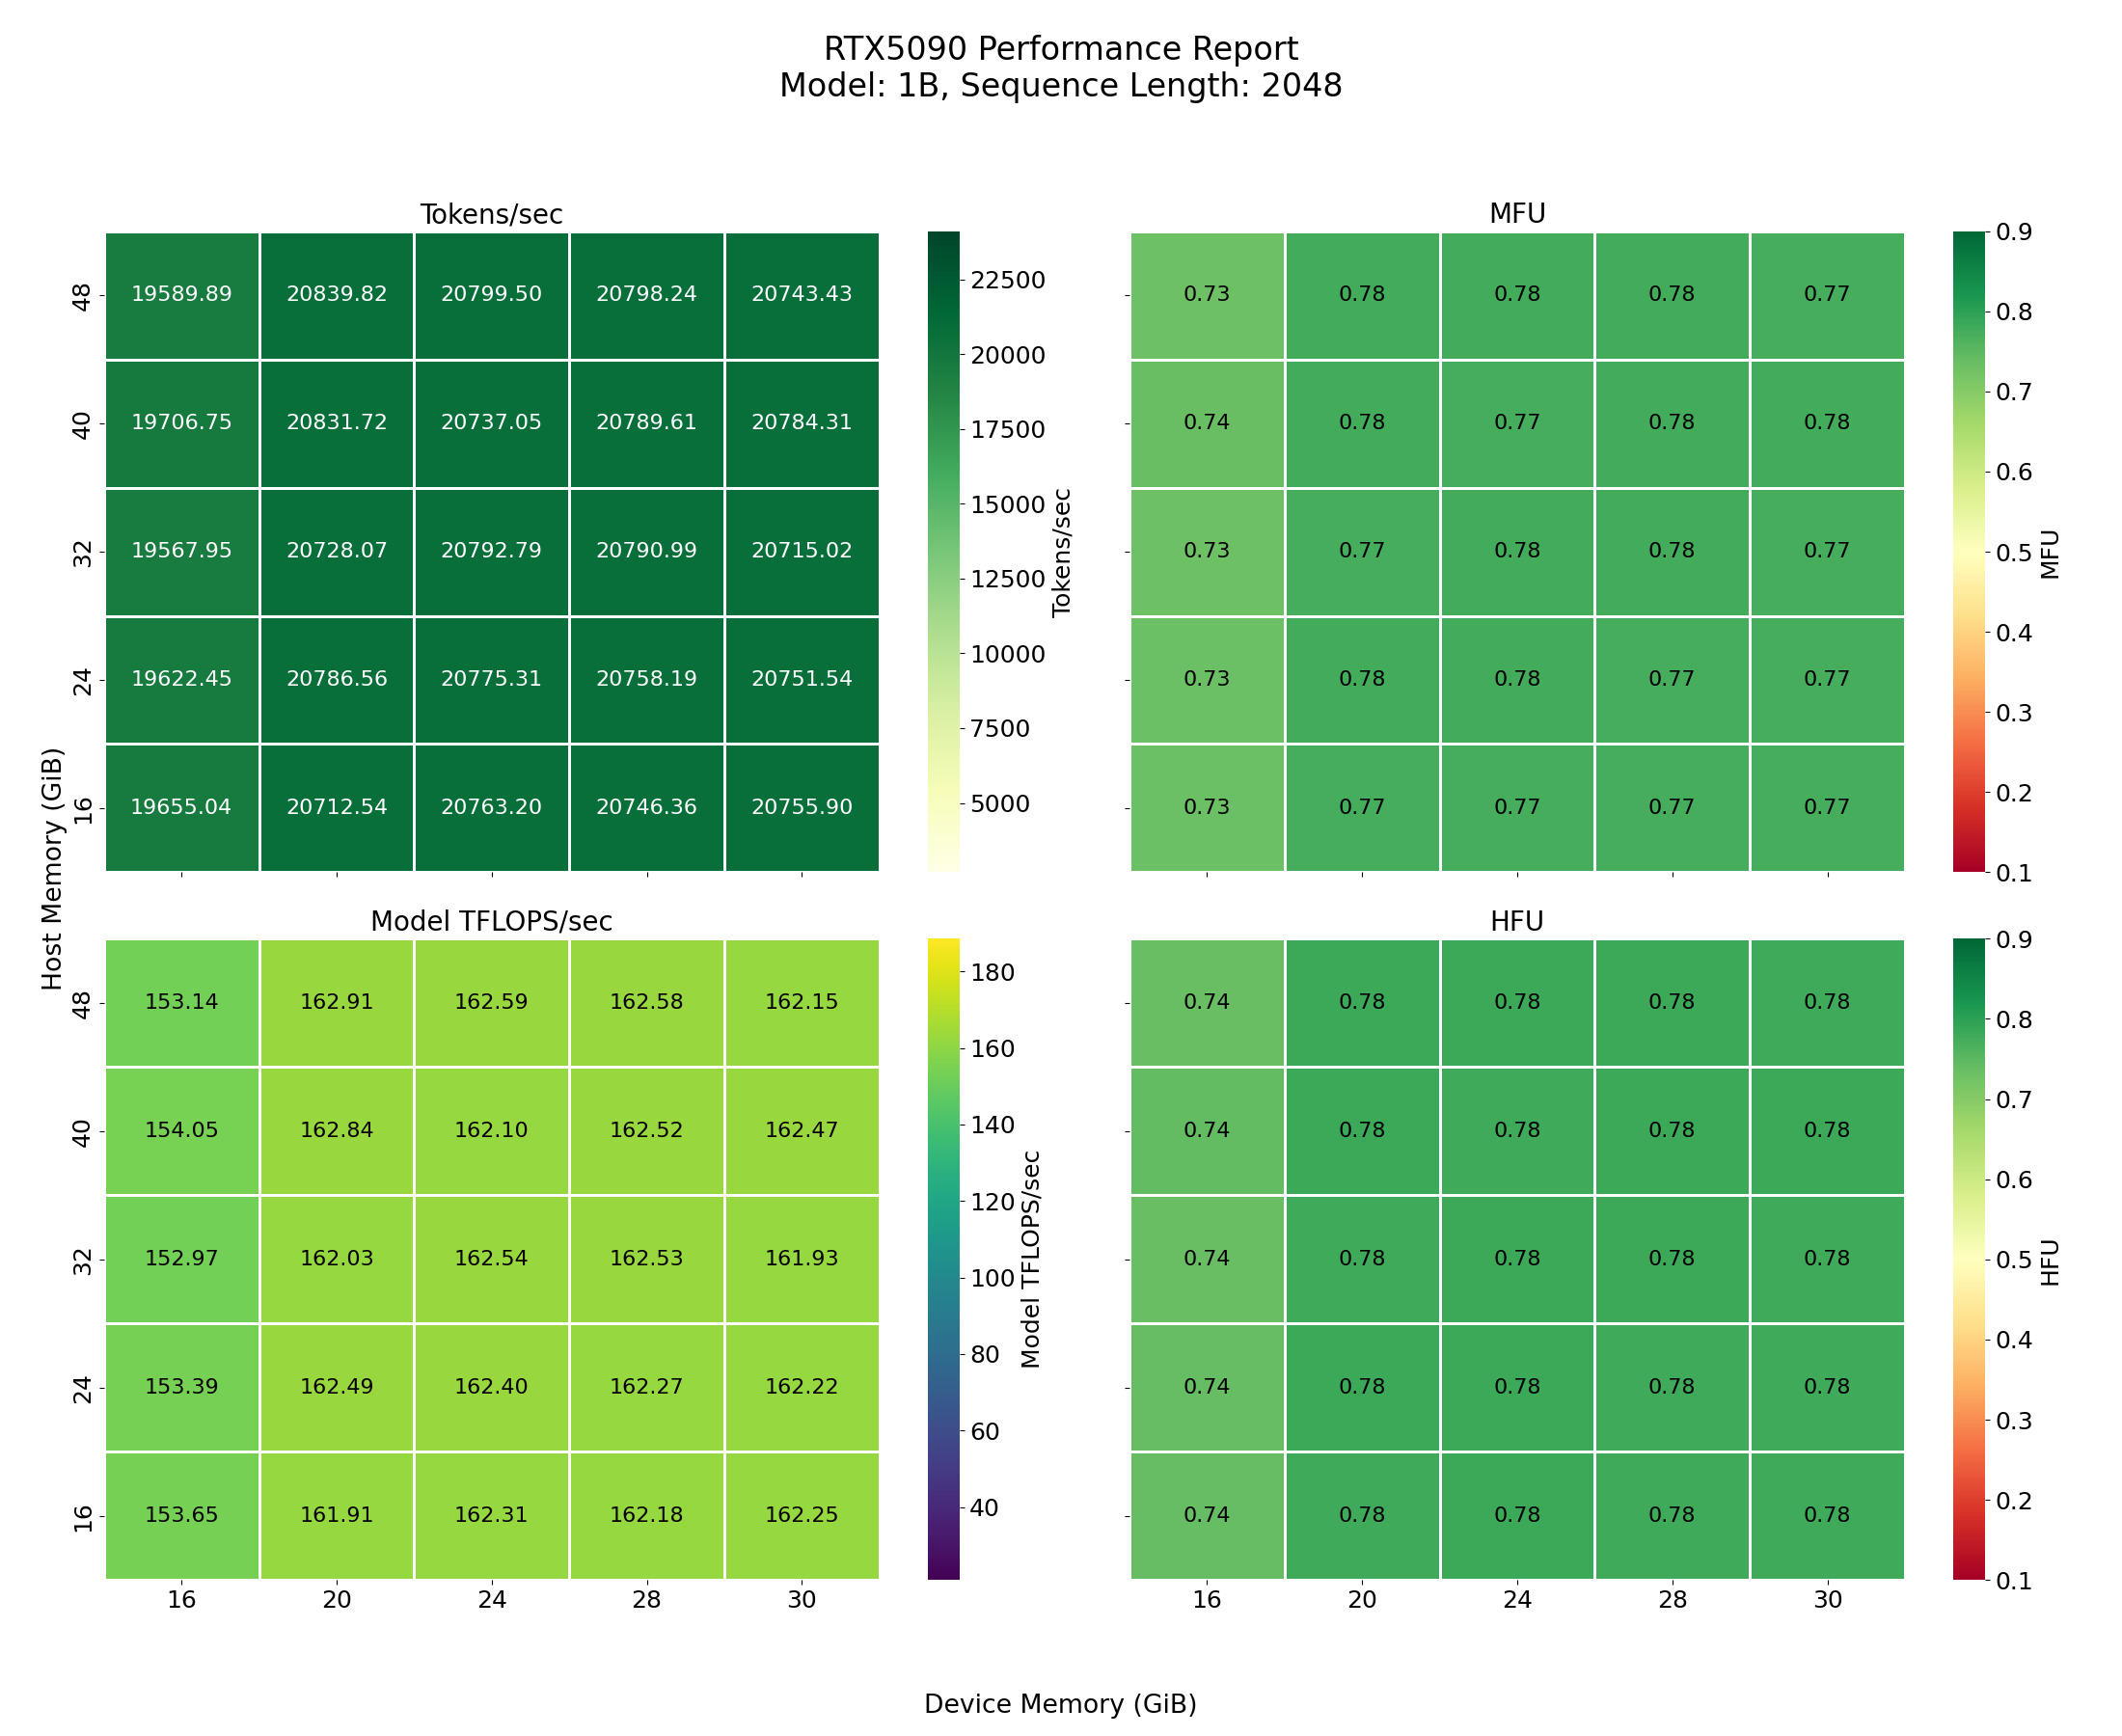 RTX5090 Performance Report
Model: 1B, Sequence Length: 2048
Tokens/sec
48 19589.89 20839.82 20799.50 20798.24 20743.43
40 19706.75 20831.72 20737.05 20789.61 20784.31
32 19567.95 20728.07 20792.79 20790.99 20715.02
24 19622.45 20786.56 20775.31 20758.19 20751.54
16 19655.04 20712.54 20763.20 20746.36 20755.90
22500
20000
17500
15000
12500
10000
7500
5000
Tokens/sec
MFU
0.73 0.78 0.78 0.78 0.77
0.74 0.78 0.77 0.78 0.78
0.73 0.77 0.78 0.78 0.77
0.73 0.78 0.78 0.77 0.77
0.73 0.77 0.77 0.77 0.77
0.9
0.8
0.7
0.6
0.5
0.4
0.3
0.2
0.1
MFU
Host Memory (GiB)
Model TFLOPS/sec
48 153.14 162.91 162.59 162.58 162.15
40 154.05 162.84 162.10 162.52 162.47
32 152.97 162.03 162.54 162.53 161.93
24 153.39 162.49 162.40 162.27 162.22
16 153.65 161.91 162.31 162.18 162.25
16 20 24 28 30
180
160
140
120
100
80
60
40
Model TFLOPS/sec
HFU
0.74 0.78 0.78 0.78 0.78
0.74 0.78 0.78 0.78 0.78
0.74 0.78 0.78 0.78 0.78
0.74 0.78 0.78 0.78 0.78
0.74 0.78 0.78 0.78 0.78
16 20 24 28 30
0.9
0.8
0.7
0.6
0.5
0.4
0.3
0.2
0.1
HFU
Device Memory (GiB)